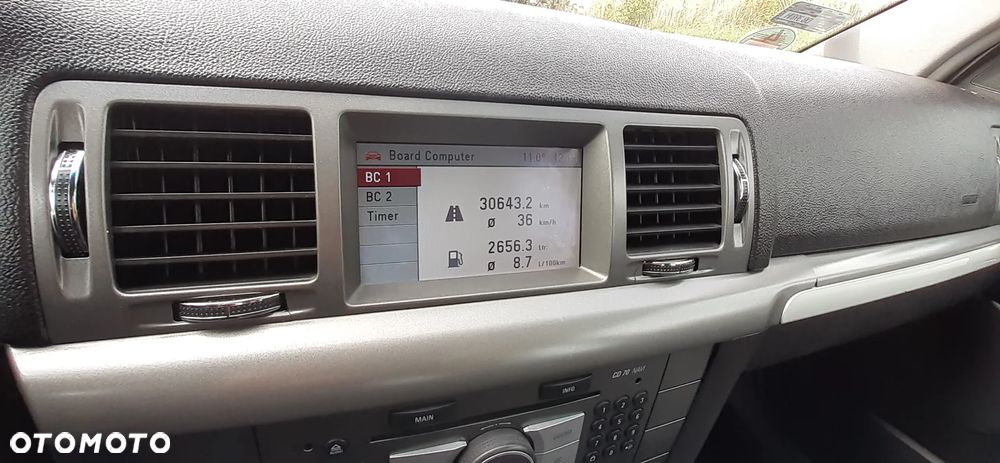 Board Computer 11.0°
BC 1
BC 2
Timer
30643.2 km
ø 36 km/h
2656.3 Ltr.
ø 8.7 L/100km
CD 70 NAVI
INFO
MAIN
OTOMOTO